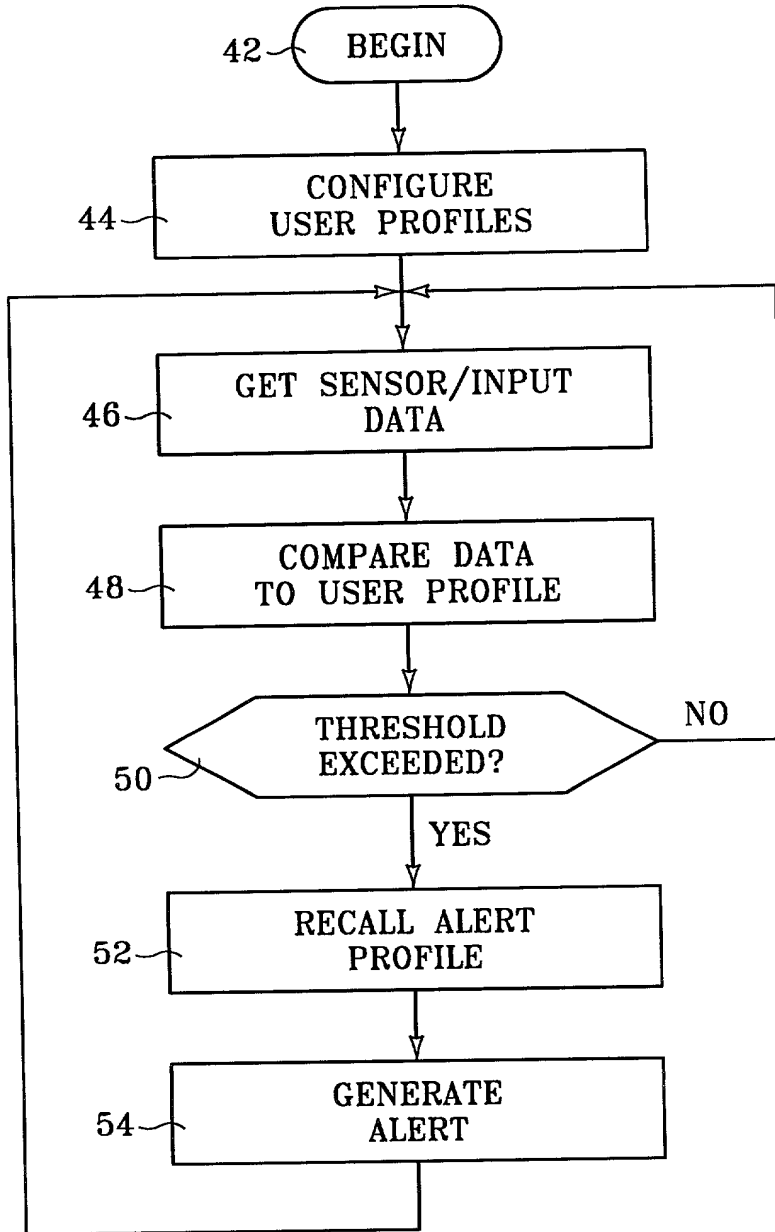 42
BEGIN
44
CONFIGURE
USER PROFILES
46
GET SENSOR/INPUT
DATA
48
COMPARE DATA
TO USER PROFILE
50
THRESHOLD
EXCEEDED?
NO
YES
52
RECALL ALERT
PROFILE
54
GENERATE
ALERT